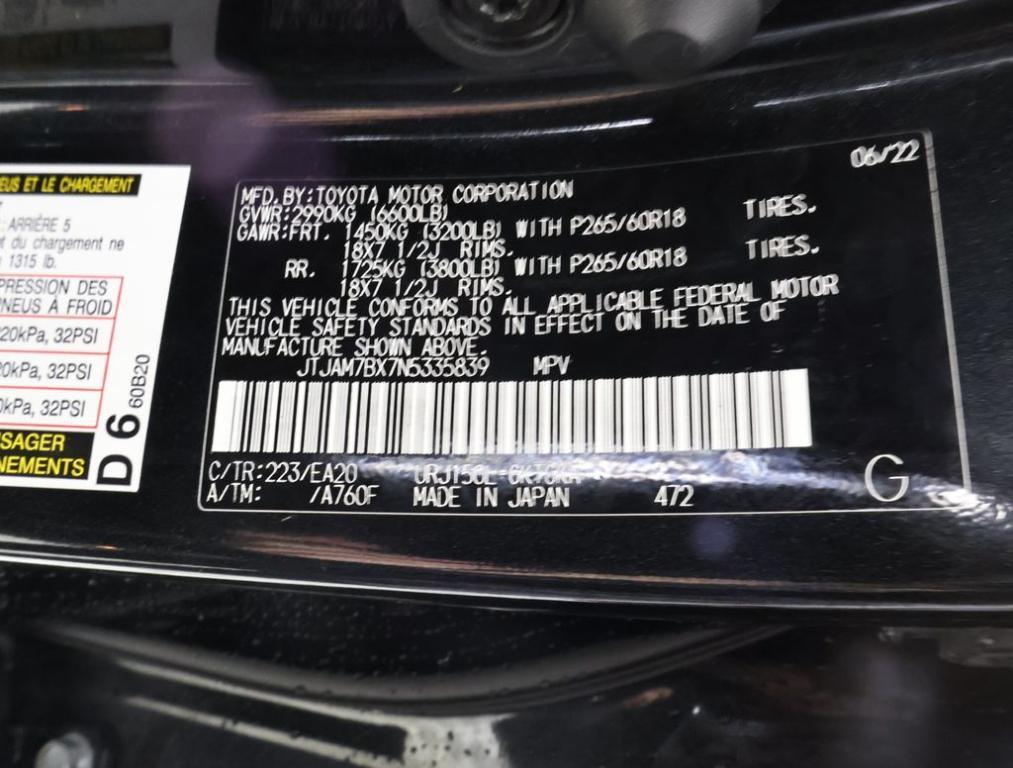 EUS ET LE CHARGEMENT
: ARRIÈRE 5
t du chargement ne
1315 lb.
PRESSION DES
NEUS À FROID
20kPa, 32PSI
20kPa, 32PSI
0kPa, 32PSI
SAGER
NEMENTS
D 6 60B20
06/22
MFD.BY:TOYOTA MOTOR CORPORATION
GVWR:2990KG (6600LB)
GAWR:FRT. 1450KG (3200LB) WITH P265/60R18 TIRES.
18X7 1/2J RIMS.
RR. 1725KG (3800LB) WITH P265/60R18 TIRES.
18X7 1/2J RIMS.
THIS VEHICLE CONFORMS TO ALL APPLICABLE FEDERAL MOTOR
VEHICLE SAFETY STANDARDS IN EFFECT ON THE DATE OF
MANUFACTURE SHOWN ABOVE.
JTJAM7BX7N5335839 MPV
C/TR:223/EA20
A/TM: /A760F MADE IN JAPAN 472
G